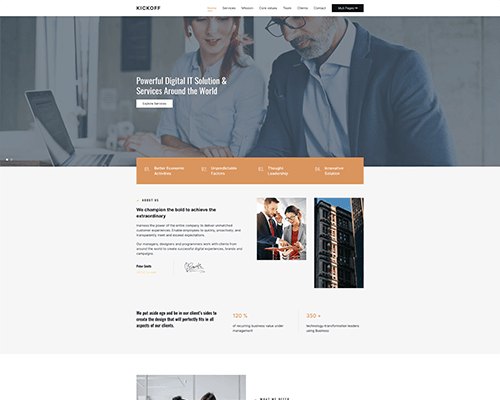 KICKOFF
Home Services Mission Core values Team Clients Contact Multi Pages
Powerful Digital IT Solution &
Services Around the World
Explore Services
01 Better Economic
Activities
02 Unpredictable
Factors
03 Thought
Leadership
04 Innovative
Solution
ABOUT US
We champion the bold to achieve the
extraordinary
Harness the power of the entire company to deliver unmatched
customer experiences. Enable employees to quickly, proactively, and
transparently meet and exceed expectations.
Our managers, designers and programmers work with clients from
around the world to create successful digital experiences, brands and
campaigns.
Peter Smith
We put aside ego and be in our client's sides to
create the design that will perfectly fits in all
aspects of our clients.
120 %
of recurring business value under
management
350 +
technology-transformation leaders
using Business
WHAT WE OFFER